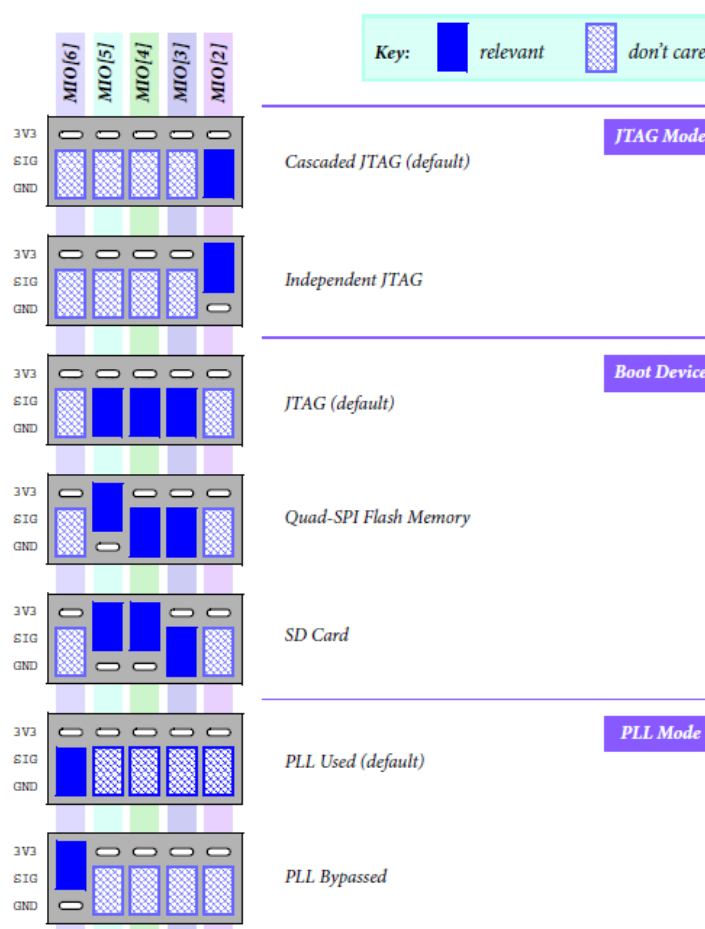 MIO[6] MIO[5] MIO[4] MIO[3] MIO[2]
Key: relevant don't care
JTAG Mode
3V3
SIG Cascaded JTAG (default)
GND
3V3
SIG Independent JTAG
GND
Boot Device
3V3
SIG JTAG (default)
GND
3V3
SIG Quad-SPI Flash Memory
GND
3V3
SIG SD Card
GND
PLL Mode
3V3
SIG PLL Used (default)
GND
3V3
SIG PLL Bypassed
GND